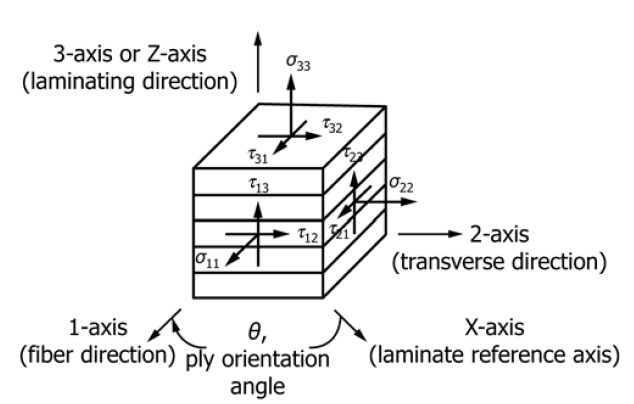 3-axis or Z-axis
(laminating direction)
σ33
τ32
τ31
τ23
τ13
σ22
τ12
τ21
σ11
2-axis
(transverse direction)
1-axis
(fiber direction)
θ,
ply orientation
angle
X-axis
(laminate reference axis)